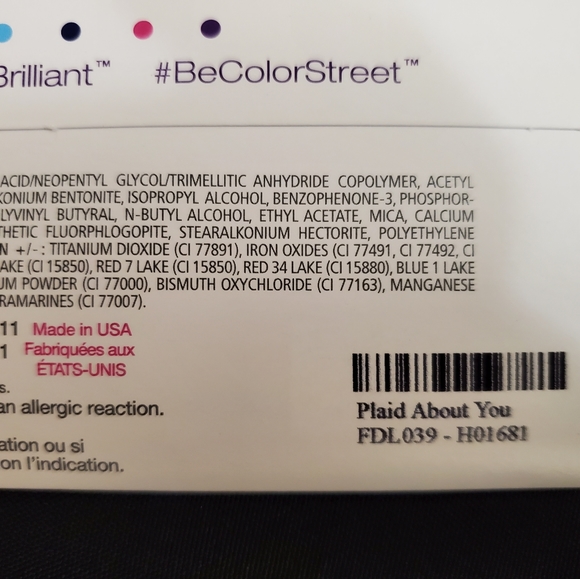 Brilliant™ #BeColorStreet™
ACID/NEOPENTYL GLYCOL/TRIMELLITIC ANHYDRIDE COPOLYMER, ACETYL
KONIUM BENTONITE, ISOPROPYL ALCOHOL, BENZOPHENONE-3, PHOSPHOR-
LYVINYL BUTYRAL, N-BUTYL ALCOHOL, ETHYL ACETATE, MICA, CALCIUM
THETIC FLUORPHLOGOPITE, STEARALKONIUM HECTORITE, POLYETHYLENE
N +/-: TITANIUM DIOXIDE (CI 77891), IRON OXIDES (CI 77491, CI 77492, CI
AKE (CI 15850), RED 7 LAKE (CI 15850), RED 34 LAKE (CI 15880), BLUE 1 LAKE
UM POWDER (CI 77000), BISMUTH OXYCHLORIDE (CI 77163), MANGANESE
RAMARINES (CI 77007).
11 Made in USA
1 Fabriquées aux
ÉTATS-UNIS
s.
an allergic reaction.
ation ou si
on l'indication.
Plaid About You
FDL039 - H01681